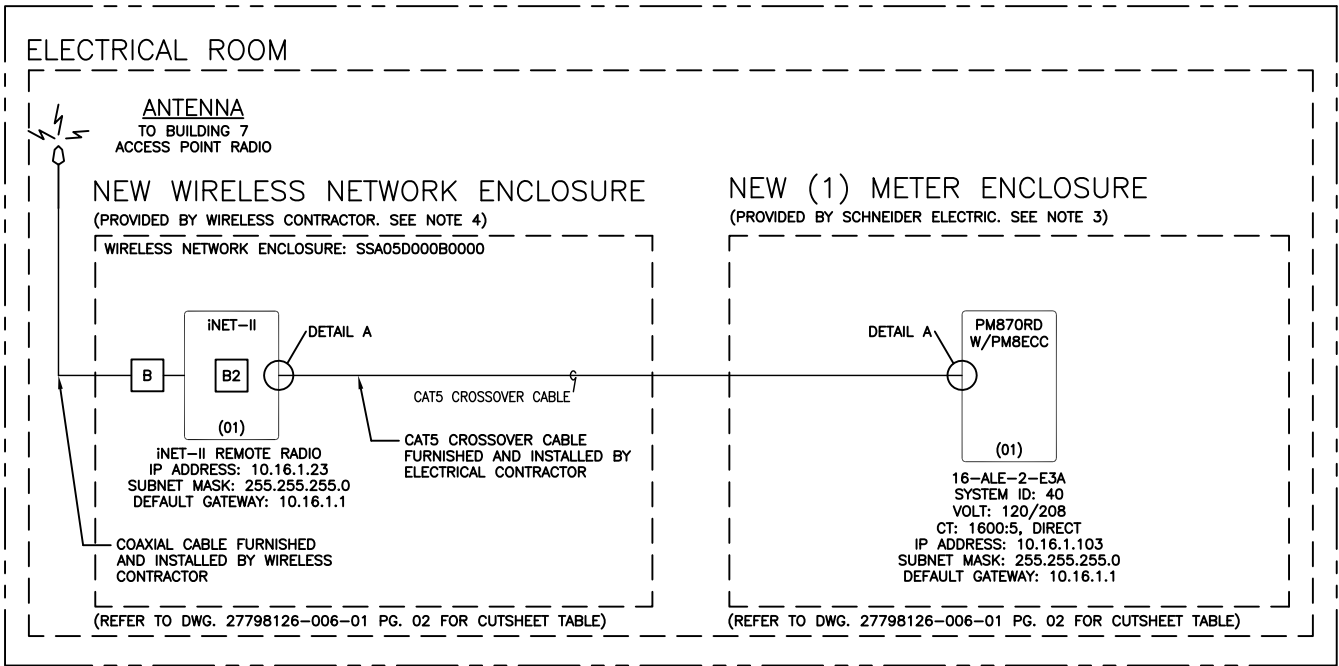 ELECTRICAL ROOM
ANTENNA
TO BUILDING 7
ACCESS POINT RADIO
NEW WIRELESS NETWORK ENCLOSURE
(PROVIDED BY WIRELESS CONTRACTOR. SEE NOTE 4)
WIRELESS NETWORK ENCLOSURE: SSA05D000B0000
iNET-II
DETAIL A
B
B2
(01)
CAT5 CROSSOVER CABLE
CAT5 CROSSOVER CABLE
FURNISHED AND INSTALLED BY
ELECTRICAL CONTRACTOR
iNET-II REMOTE RADIO
IP ADDRESS: 10.16.1.23
SUBNET MASK: 255.255.255.0
DEFAULT GATEWAY: 10.16.1.1
COAXIAL CABLE FURNISHED
AND INSTALLED BY WIRELESS
CONTRACTOR
(REFER TO DWG. 27798126-006-01 PG. 02 FOR CUTSHEET TABLE)
NEW (1) METER ENCLOSURE
(PROVIDED BY SCHNEIDER ELECTRIC. SEE NOTE 3)
DETAIL A
PM870RD
W/PM8ECC
(01)
16-ALE-2-E3A
SYSTEM ID: 40
VOLT: 120/208
CT: 1600:5, DIRECT
IP ADDRESS: 10.16.1.103
SUBNET MASK: 255.255.255.0
DEFAULT GATEWAY: 10.16.1.1
(REFER TO DWG. 27798126-006-01 PG. 02 FOR CUTSHEET TABLE)